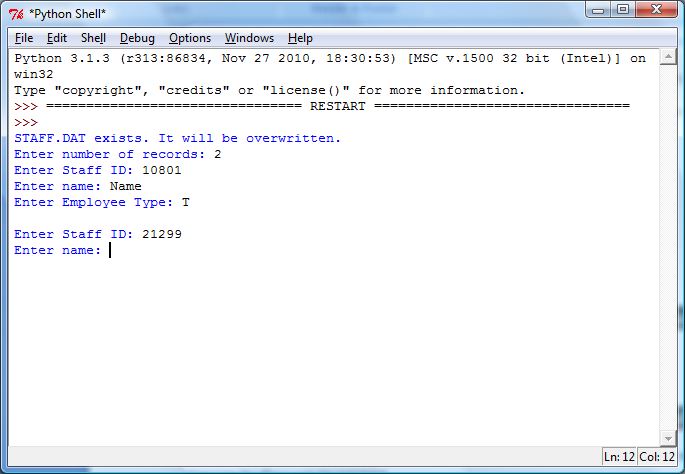 *Python Shell*
File Edit Shell Debug Options Windows Help
Python 3.1.3 (r313:86834, Nov 27 2010, 18:30:53) [MSC v.1500 32 bit (Intel)] on
win32
Type "copyright", "credits" or "license()" for more information.
>>> ================================ RESTART ================================
>>>
STAFF.DAT exists. It will be overwritten.
Enter number of records: 2
Enter Staff ID: 10801
Enter name: Name
Enter Employee Type: T
Enter Staff ID: 21299
Enter name:
Ln: 12 Col: 12